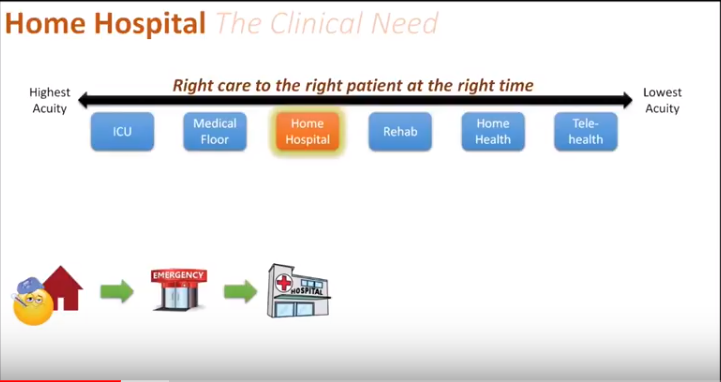 Home Hospital The Clinical Need
Right care to the right patient at the right time
Highest
Acuity
Lowest
Acuity
ICU
Medical
Floor
Home
Hospital
Rehab
Home
Health
Tele-
health
EMERGENCY
HOSPITAL